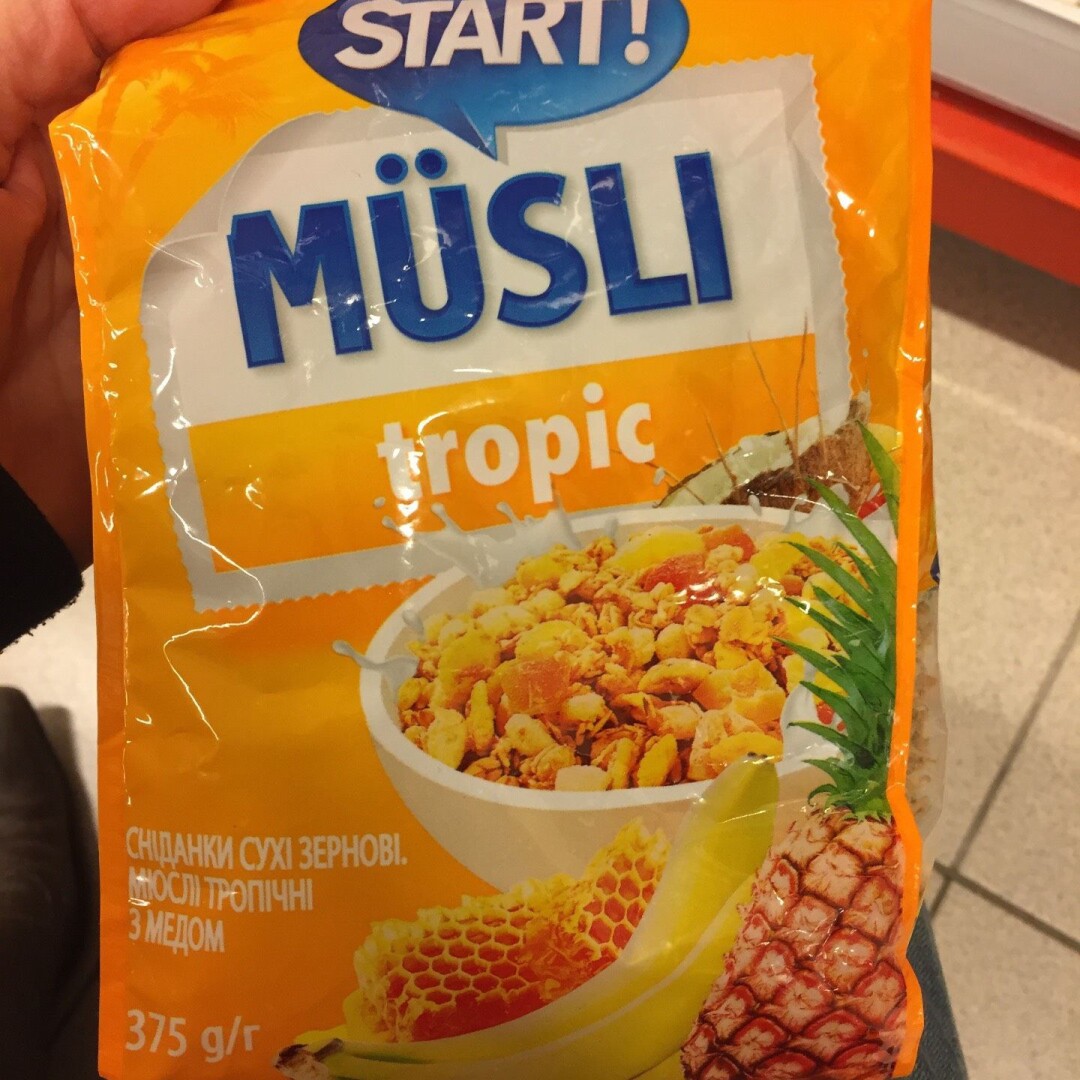 START!
MÜSLI
tropic
СНІДАНКИ СУХІ ЗЕРНОВІ.
МЮСЛІ ТРОПІЧНІ
З МЕДОМ
375 g/г